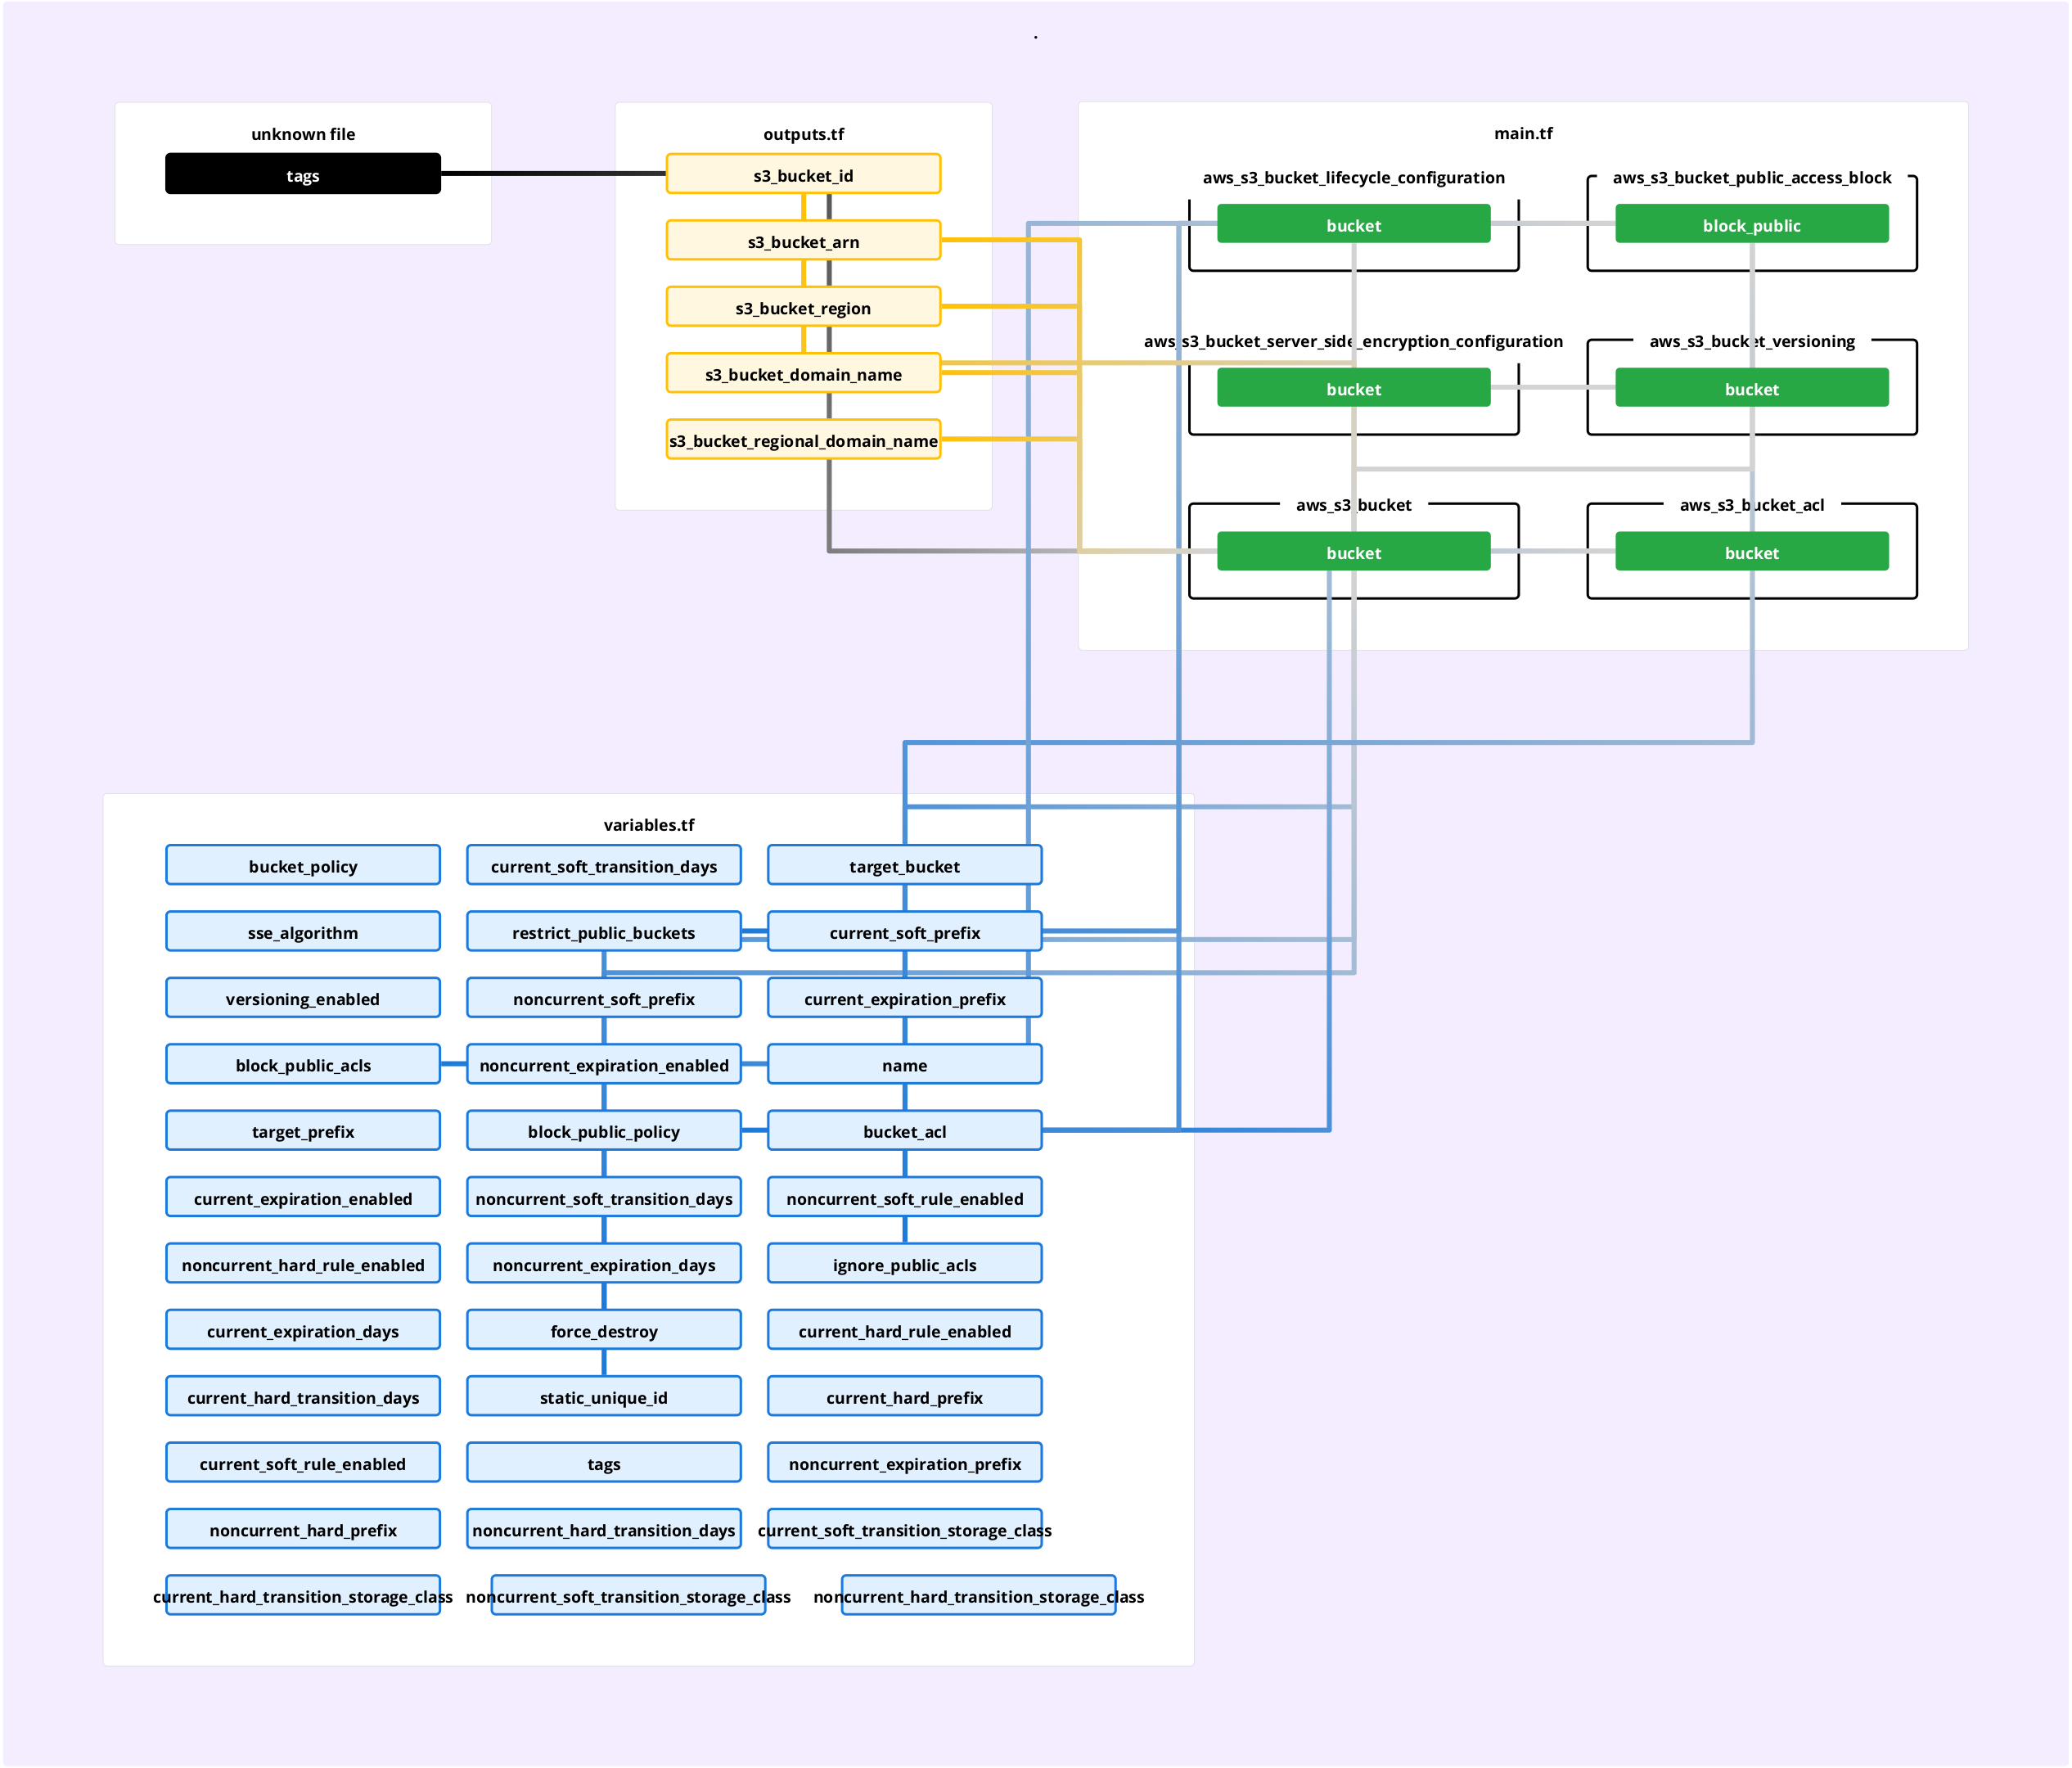 .
unknown file
tags
outputs.tf
s3_bucket_id
s3_bucket_arn
s3_bucket_region
s3_bucket_domain_name
s3_bucket_regional_domain_name
main.tf
aws_s3_bucket_lifecycle_configuration
bucket
aws_s3_bucket_public_access_block
block_public
aws_s3_bucket_server_side_encryption_configuration
bucket
aws_s3_bucket_versioning
bucket
aws_s3_bucket
bucket
aws_s3_bucket_acl
bucket
variables.tf
bucket_policy
current_soft_transition_days
target_bucket
sse_algorithm
restrict_public_buckets
current_soft_prefix
versioning_enabled
noncurrent_soft_prefix
current_expiration_prefix
block_public_acls
noncurrent_expiration_enabled
name
target_prefix
block_public_policy
bucket_acl
current_expiration_enabled
noncurrent_soft_transition_days
noncurrent_soft_rule_enabled
noncurrent_hard_rule_enabled
noncurrent_expiration_days
ignore_public_acls
current_expiration_days
force_destroy
current_hard_rule_enabled
current_hard_transition_days
static_unique_id
current_hard_prefix
current_soft_rule_enabled
tags
noncurrent_expiration_prefix
noncurrent_hard_prefix
noncurrent_hard_transition_days
current_soft_transition_storage_class
current_hard_transition_storage_class
noncurrent_soft_transition_storage_class
noncurrent_hard_transition_storage_class